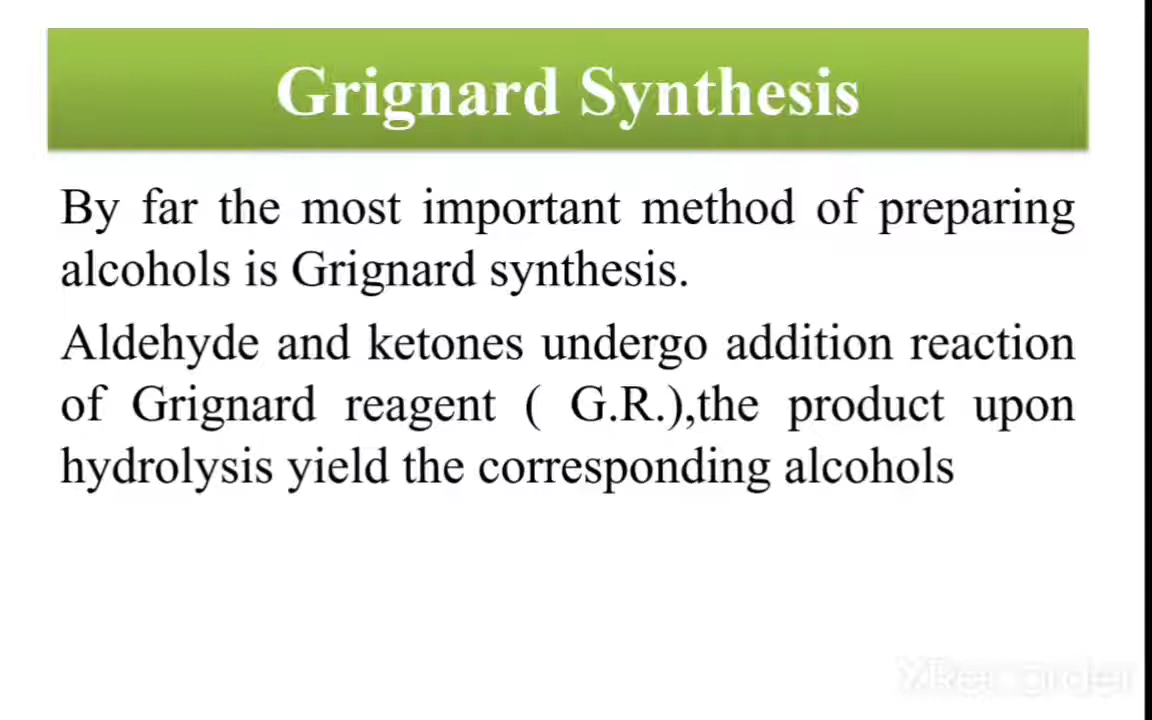 Grignard Synthesis
By far the most important method of preparing
alcohols is Grignard synthesis.
Aldehyde and ketones undergo addition reaction
of Grignard reagent ( G.R.),the product upon
hydrolysis yield the corresponding alcohols